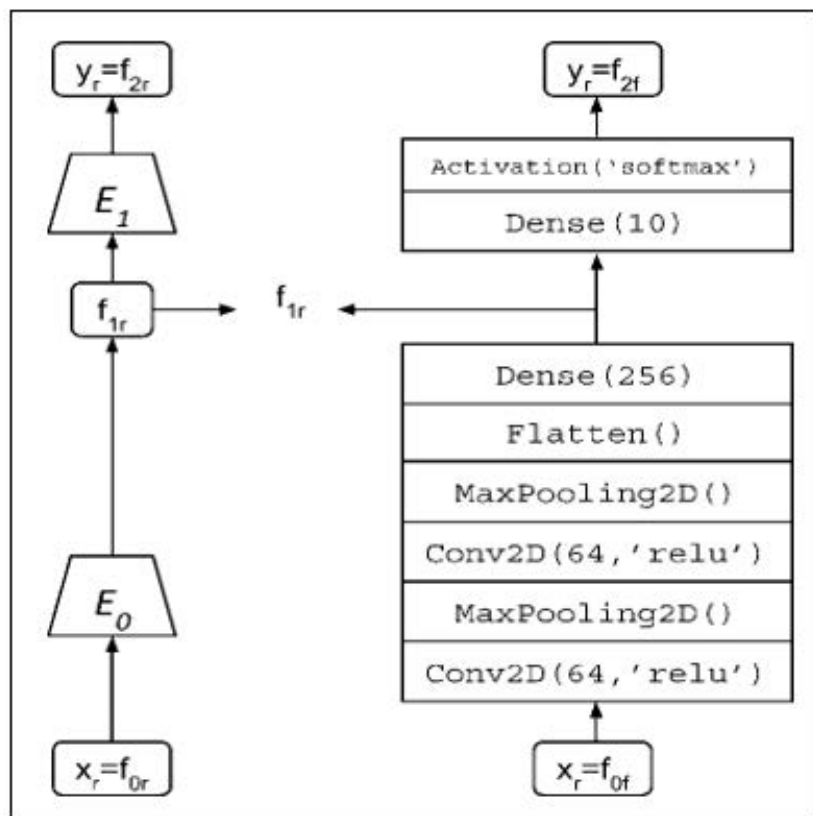 y_r=f_2r
E_1
f_1r
E_0
x_r=f_0r
f_1r
y_r=f_2f
Activation(‘softmax’)
Dense(10)
Dense(256)
Flatten()
MaxPooling2D()
Conv2D(64,’relu’)
MaxPooling2D()
Conv2D(64,’relu’)
x_r=f_0f